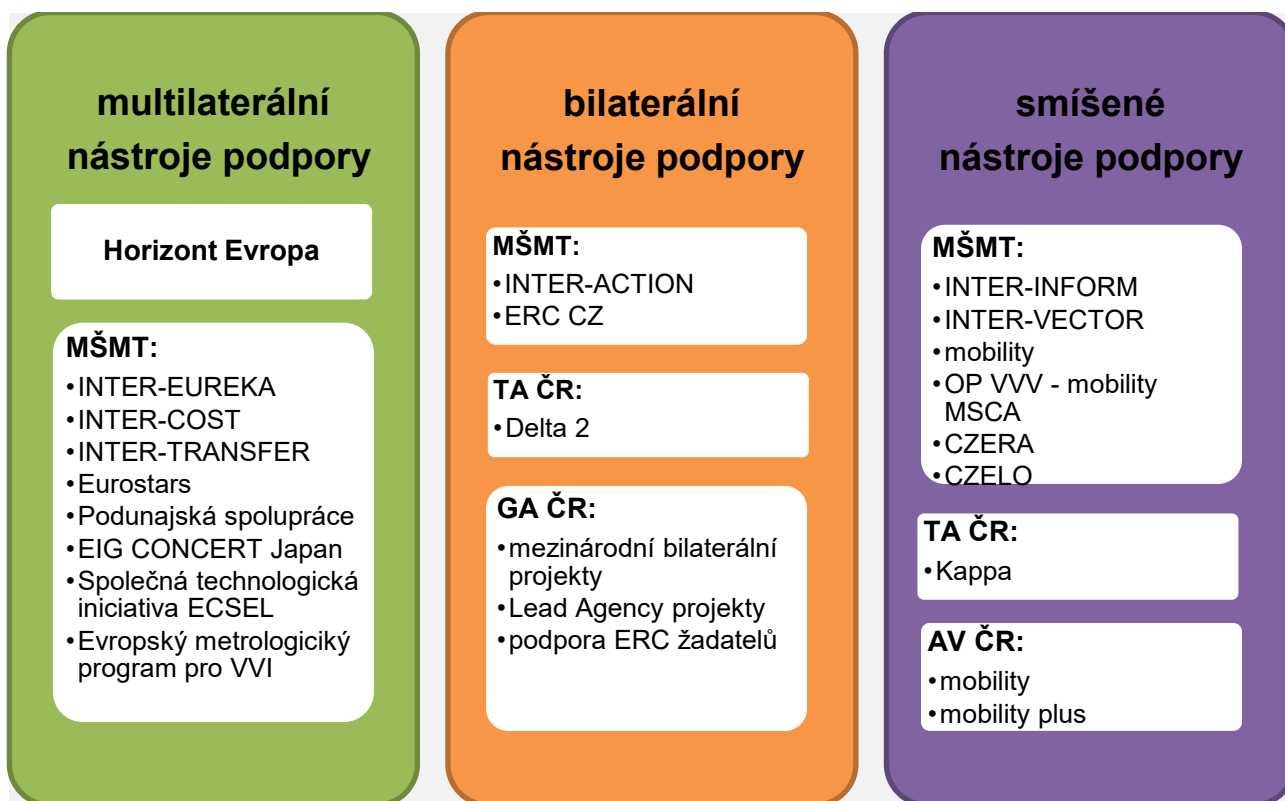 multilaterální
nástroje podpory
Horizont Evropa
MŠMT:
•INTER-EUREKA
•INTER-COST
•INTER-TRANSFER
•Eurostars
•Podunajská spolupráce
•EIG CONCERT Japan
•Společná technologická
iniciativa ECSEL
•Evropský metrologiciký
program pro VVI
bilaterální
nástroje podpory
MŠMT:
•INTER-ACTION
•ERC CZ
TA ČR:
•Delta 2
GA ČR:
•mezinárodní bilaterální
projekty
•Lead Agency projekty
•podpora ERC žadatelů
smíšené
nástroje podpory
MŠMT:
•INTER-INFORM
•INTER-VECTOR
•mobility
•OP VVV - mobility
MSCA
•CZERA
•CZELO
TA ČR:
•Kappa
AV ČR:
•mobility
•mobility plus